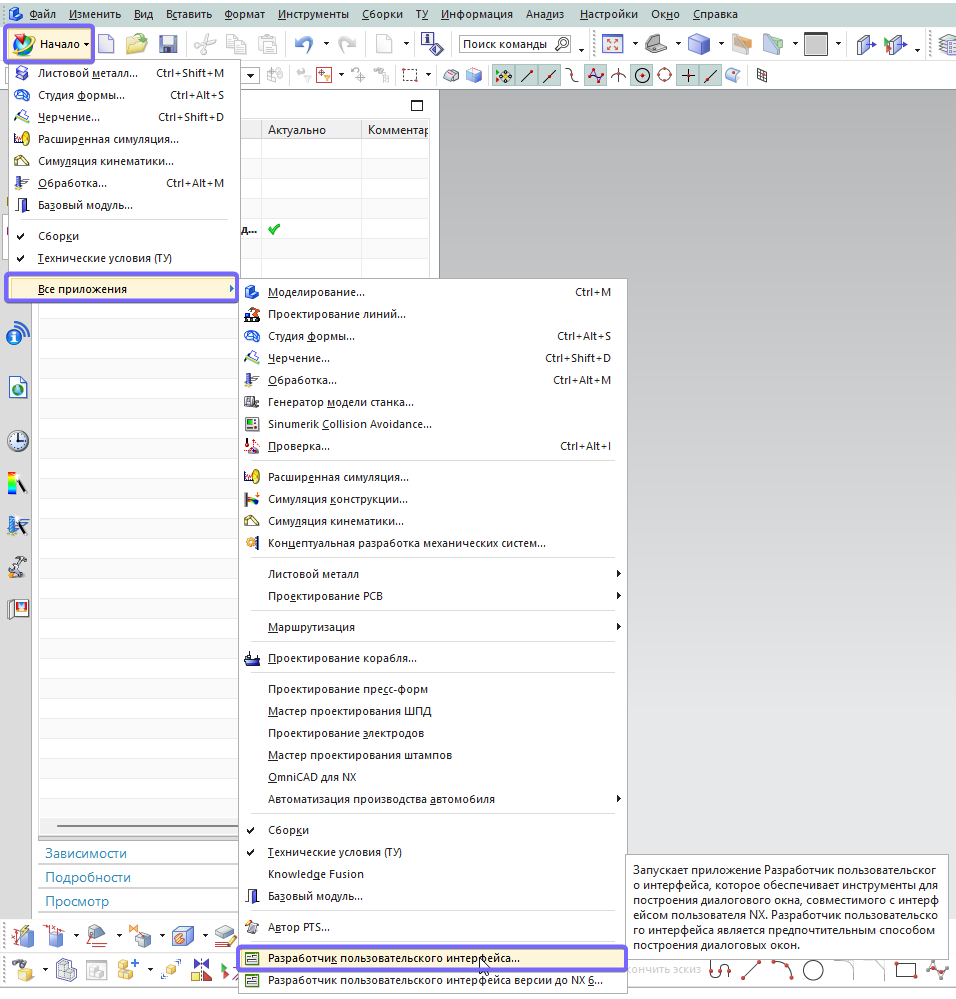 Файл Изменить Вид Вставить Формат Инструменты Сборки ТУ Информация Анализ Настройки Окно Справка
Начало
Поиск команды
Листовой металл... Ctrl+Shift+M
Студия формы... Ctrl+Alt+S
Черчение... Ctrl+Shift+D
Расширенная симуляция...
Симуляция кинематики...
Обработка... Ctrl+Alt+M
Базовый модуль...
Сборки
Технические условия (ТУ)
Все приложения
Актуально Комментар
д...
Моделирование... Ctrl+M
Проектирование линий...
Студия формы... Ctrl+Alt+S
Черчение... Ctrl+Shift+D
Обработка... Ctrl+Alt+M
Генератор модели станка...
Sinumerik Collision Avoidance...
Проверка... Ctrl+Alt+I
Расширенная симуляция...
Симуляция конструкции...
Симуляция кинематики...
Концептуальная разработка механических систем...
Листовой металл
Проектирование PCB
Маршрутизация
Проектирование корабля...
Проектирование пресс-форм
Мастер проектирования ШПД
Проектирование электродов
Мастер проектирования штампов
OmniCAD для NX
Автоматизация производства автомобиля
Сборки
Технические условия (ТУ)
Knowledge Fusion
Базовый модуль...
Автор PTS...
Разработчик пользовательского интерфейса...
Разработчик пользовательского интерфейса версии до NX 6...
Зависимости
Подробности
Просмотр
Запускает приложение Разработчик пользовательског
о интерфейса, которое обеспечивает инструменты для
построения диалогового окна, совместимого с интерф
ейсом пользователя NX. Разработчик пользовательско
го интерфейса является предпочтительным способом
построения диалоговых окон.
кончить эскиз